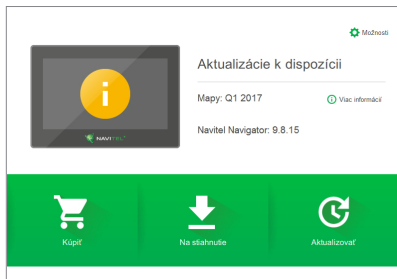 Možnosti
Aktualizácie k dispozícii
Mapy: Q1 2017
Viac informácií
Navitel Navigator: 9.8.15
NAVITEL
Kúpiť
Na stiahnutie
Aktualizovať